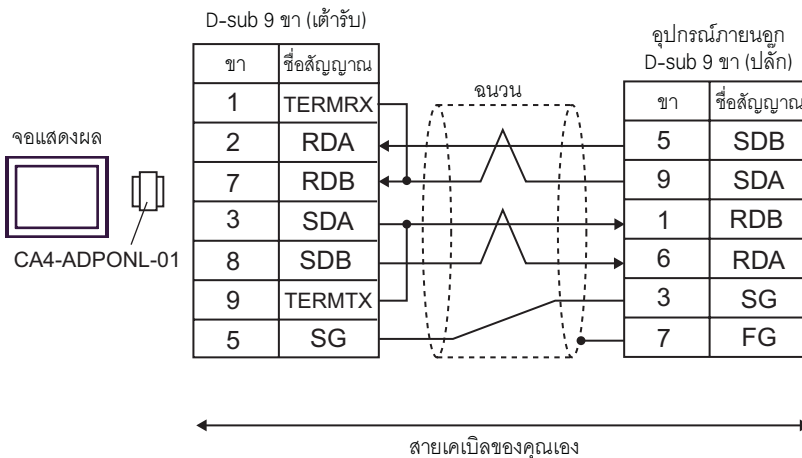 D-sub 9 ขา (เต้ารับ)
อุปกรณ์ภายนอก
D-sub 9 ขา (ปลั๊ก)
ขา ชื่อสัญญาณ
ฉนวน
ขา ชื่อสัญญาณ
1 TERMRX
จอแสดงผล
2 RDA
5 SDB
7 RDB
9 SDA
3 SDA
1 RDB
CA4-ADPONL-01
8 SDB
6 RDA
9 TERMTX
3 SG
5 SG
7 FG
สายเคเบิลของคุณเอง